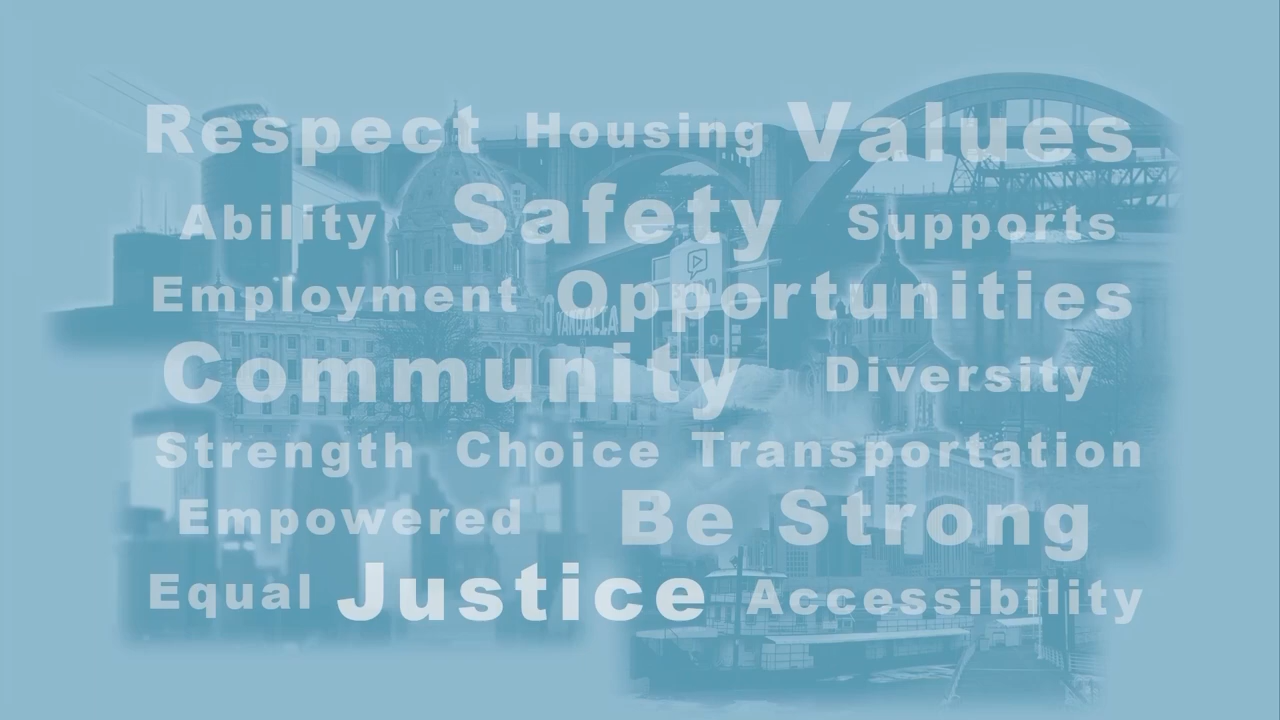 Respect Housing Values
Ability Safety Supports
Employment Opportunities
VANDALIA
Community Diversity
Strength Choice Transportation
Empowered Be Strong
Equal Justice Accessibility